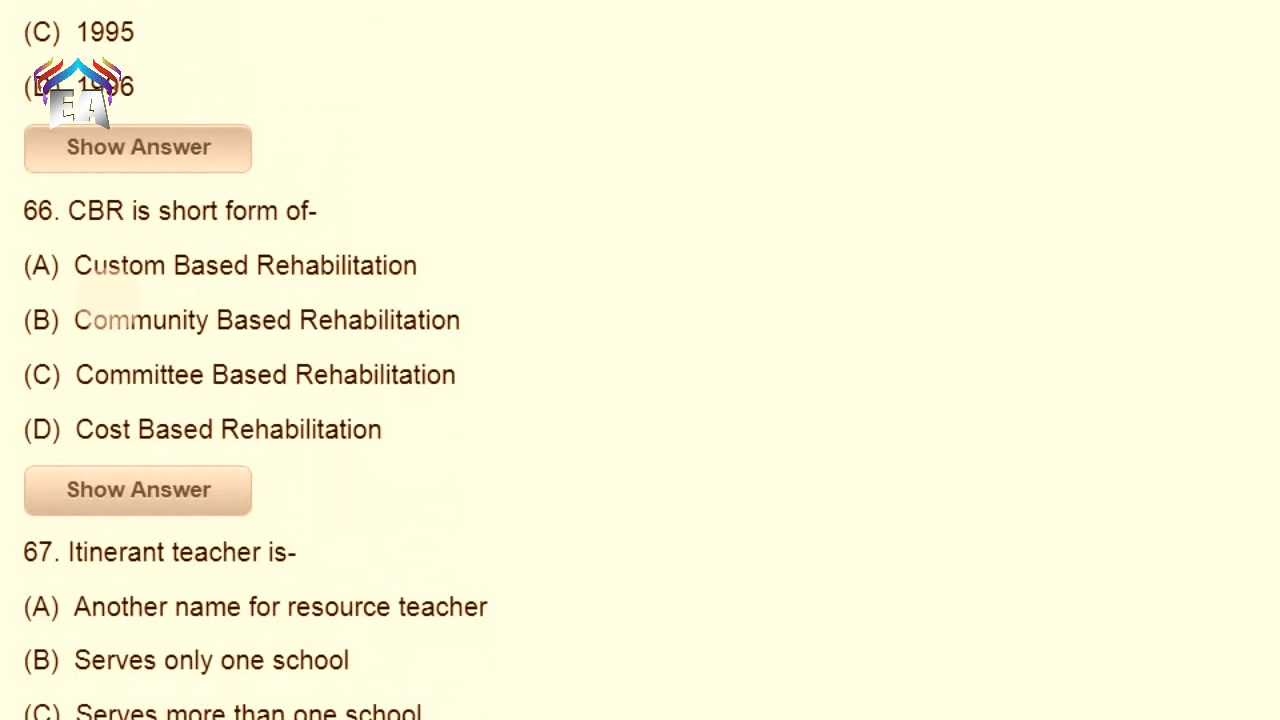 (C) 1995
(D) 1996
EA
Show Answer
66. CBR is short form of-
(A) Custom Based Rehabilitation
(B) Community Based Rehabilitation
(C) Committee Based Rehabilitation
(D) Cost Based Rehabilitation
Show Answer
67. Itinerant teacher is-
(A) Another name for resource teacher
(B) Serves only one school
(C) Serves more than one school